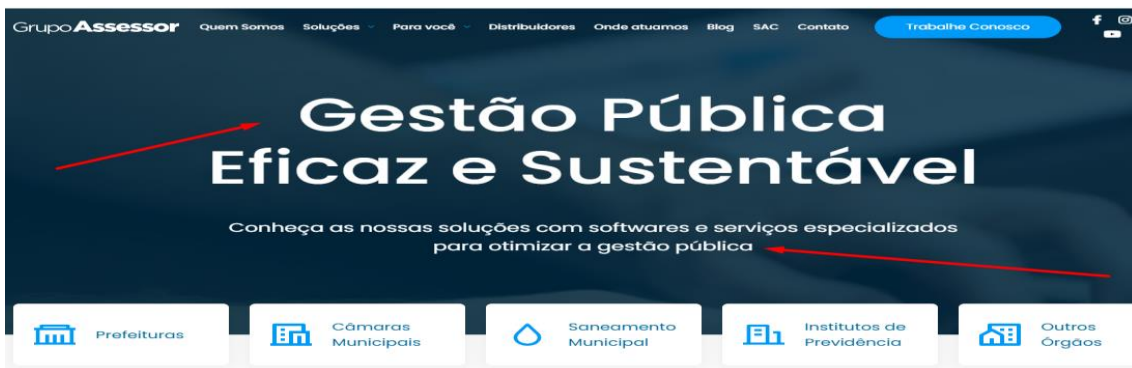 Grupo Assessor Quem Somos Soluções Para você Distribuidores Onde atuamos Blog SAC Contato Trabalhe Conosco
Gestão Pública
Eficaz e Sustentável
Conheça as nossas soluções com softwares e serviços especializados
para otimizar a gestão pública
Prefeituras
Câmaras
Municipais
Saneamento
Municipal
Institutos de
Previdência
Outros
Órgãos